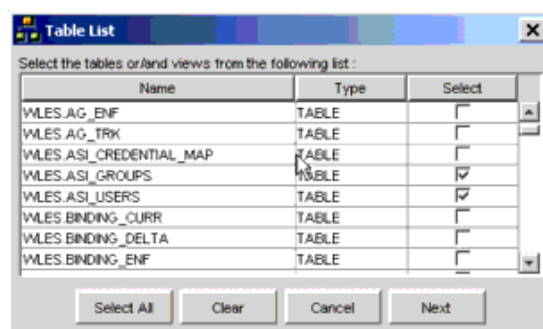 Table List
Select the tables or/and views from the following list :
Name Type Select
WLES.AG_ENF TABLE
WLES.AG_TRK TABLE
WLES.ASI_CREDENTIAL_MAP TABLE
WLES.ASI_GROUPS TABLE
WLES.ASI_USERS TABLE
WLES.BINDING_CURR TABLE
WLES.BINDING_DELTA TABLE
WLES.BINDING_ENF TABLE
Select All Clear Cancel Next